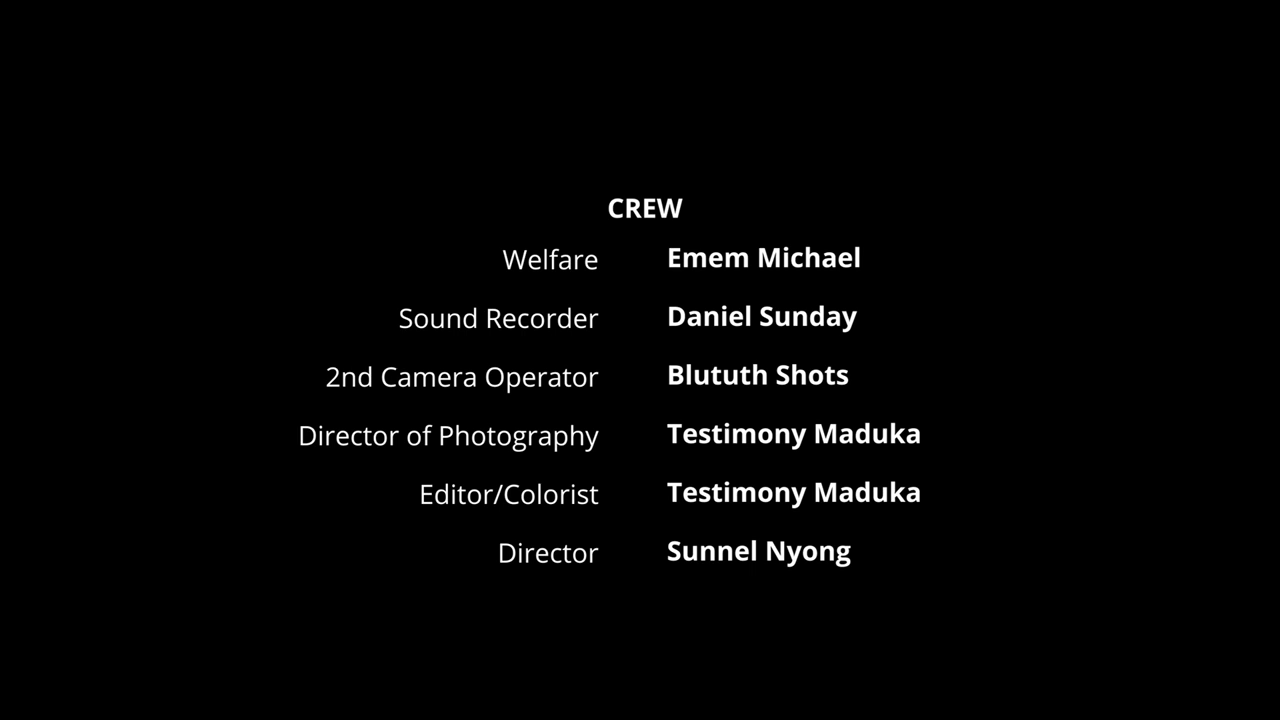 CREW
Welfare Emem Michael
Sound Recorder Daniel Sunday
2nd Camera Operator Blututh Shots
Director of Photography Testimony Maduka
Editor/Colorist Testimony Maduka
Director Sunnel Nyong